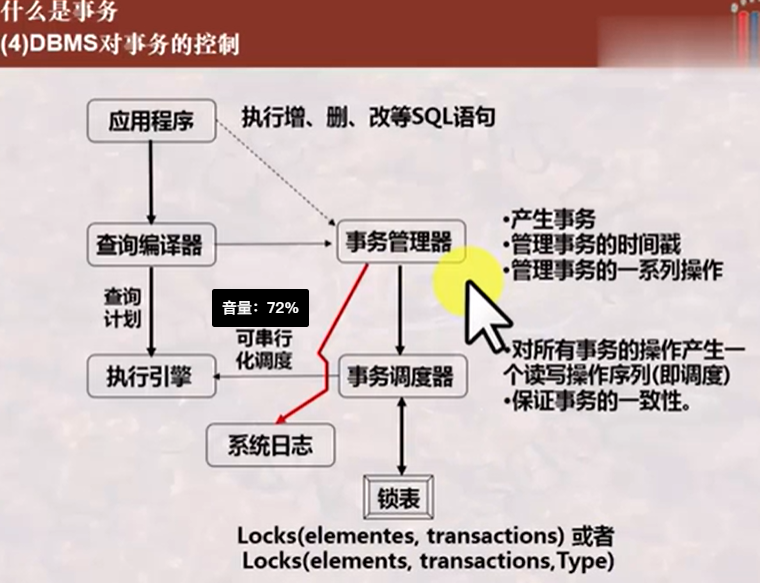 什么是事务
(4)DBMS对事务的控制
应用程序
执行增、删、改等SQL语句
查询编译器
事务管理器
•产生事务
•管理事务的时间戳
•管理事务的一系列操作
查询
计划
音量：72%
可串行
化调度
执行引擎
事务调度器
•对所有事务的操作产生一
个读写操作序列(即调度)
•保证事务的一致性。
系统日志
锁表
Locks(elementes, transactions) 或者
Locks(elements, transactions,Type)